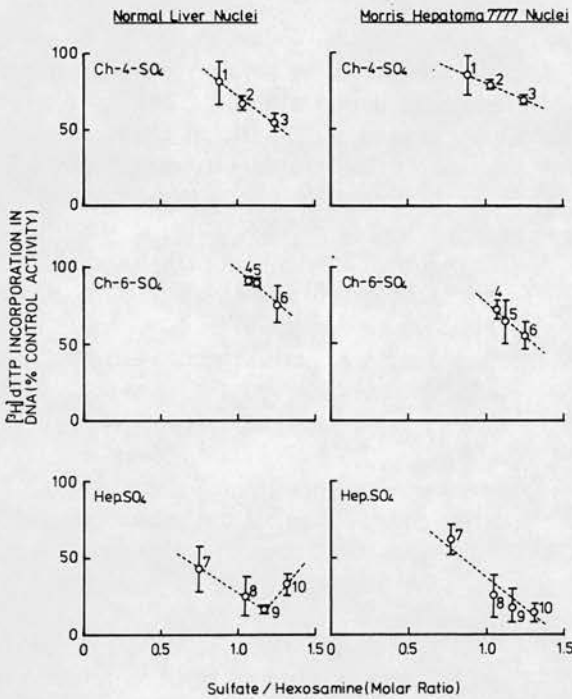 Normal Liver Nuclei
Morris Hepatoma 7777 Nuclei
[³H]dTTP INCORPORATION IN
DNA (% CONTROL ACTIVITY)
100
50
0
Ch-4-SO₄
1
2
3
Ch-4-SO₄
1
2
3
100
50
0
Ch-6-SO₄
4
5
6
Ch-6-SO₄
4
5
6
100
50
0
Hep.SO₄
7
8
9
10
Hep.SO₄
7
8
9
10
0 0.5 1.0 1.5
0.5 1.0 1.5
Sulfate / Hexosamine (Molar Ratio)